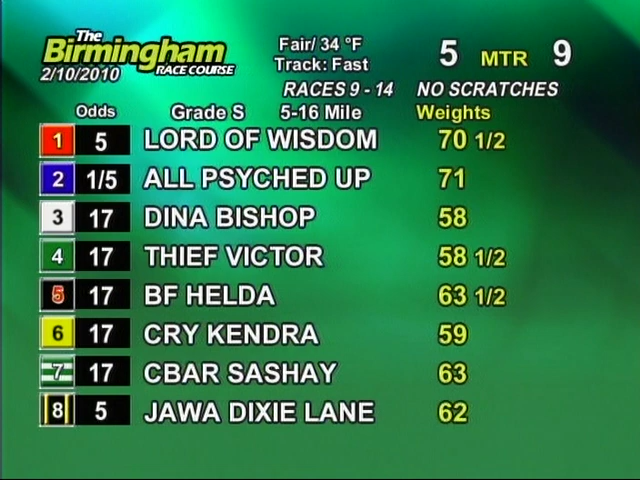 The
Birmingham
RACE COURSE
2/10/2010
Fair/ 34 °F
Track: Fast
5 MTR 9
RACES 9 - 14 NO SCRATCHES
Odds Grade S 5-16 Mile Weights
1 5 LORD OF WISDOM 70 1/2
2 1/5 ALL PSYCHED UP 71
3 17 DINA BISHOP 58
4 17 THIEF VICTOR 58 1/2
5 17 BF HELDA 63 1/2
6 17 CRY KENDRA 59
7 17 CBAR SASHAY 63
8 5 JAWA DIXIE LANE 62